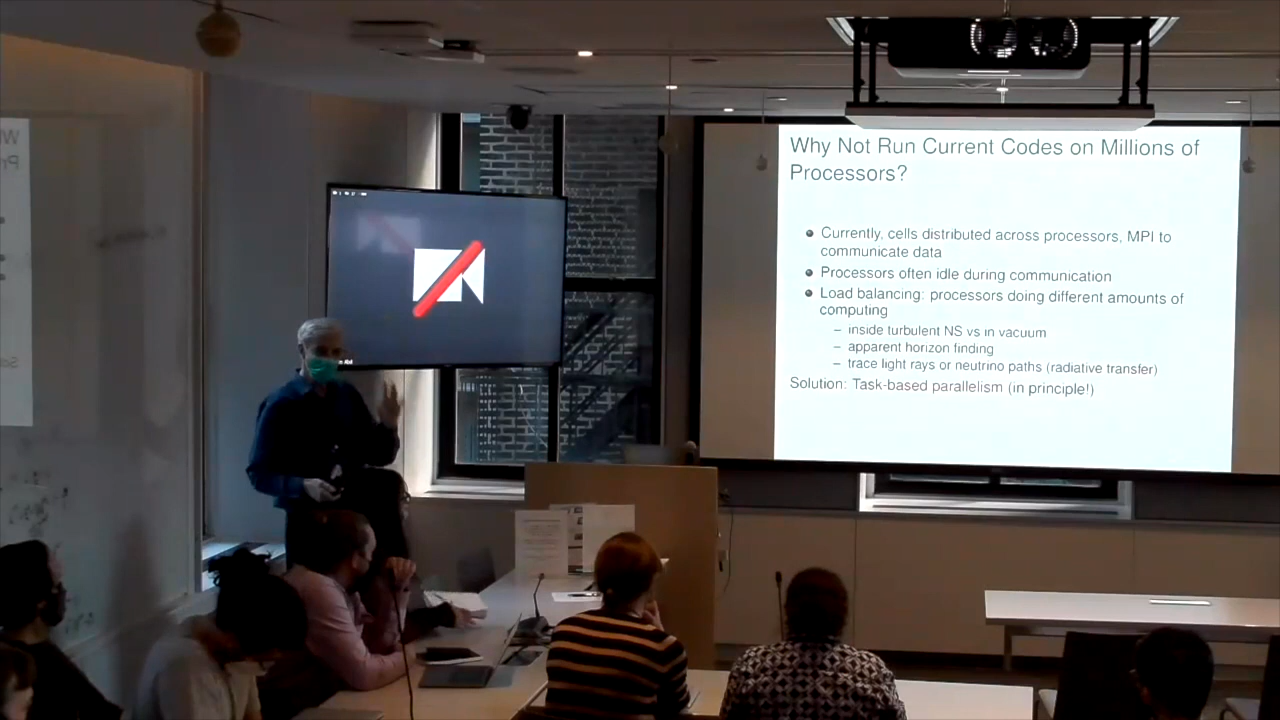 Why Not Run Current Codes on Millions of
Processors?
Currently, cells distributed across processors, MPI to
communicate data
Processors often idle during communication
Load balancing: processors doing different amounts of
computing
– inside turbulent NS vs in vacuum
– apparent horizon finding
– trace light rays or neutrino paths (radiative transfer)
Solution: Task-based parallelism (in principle!)